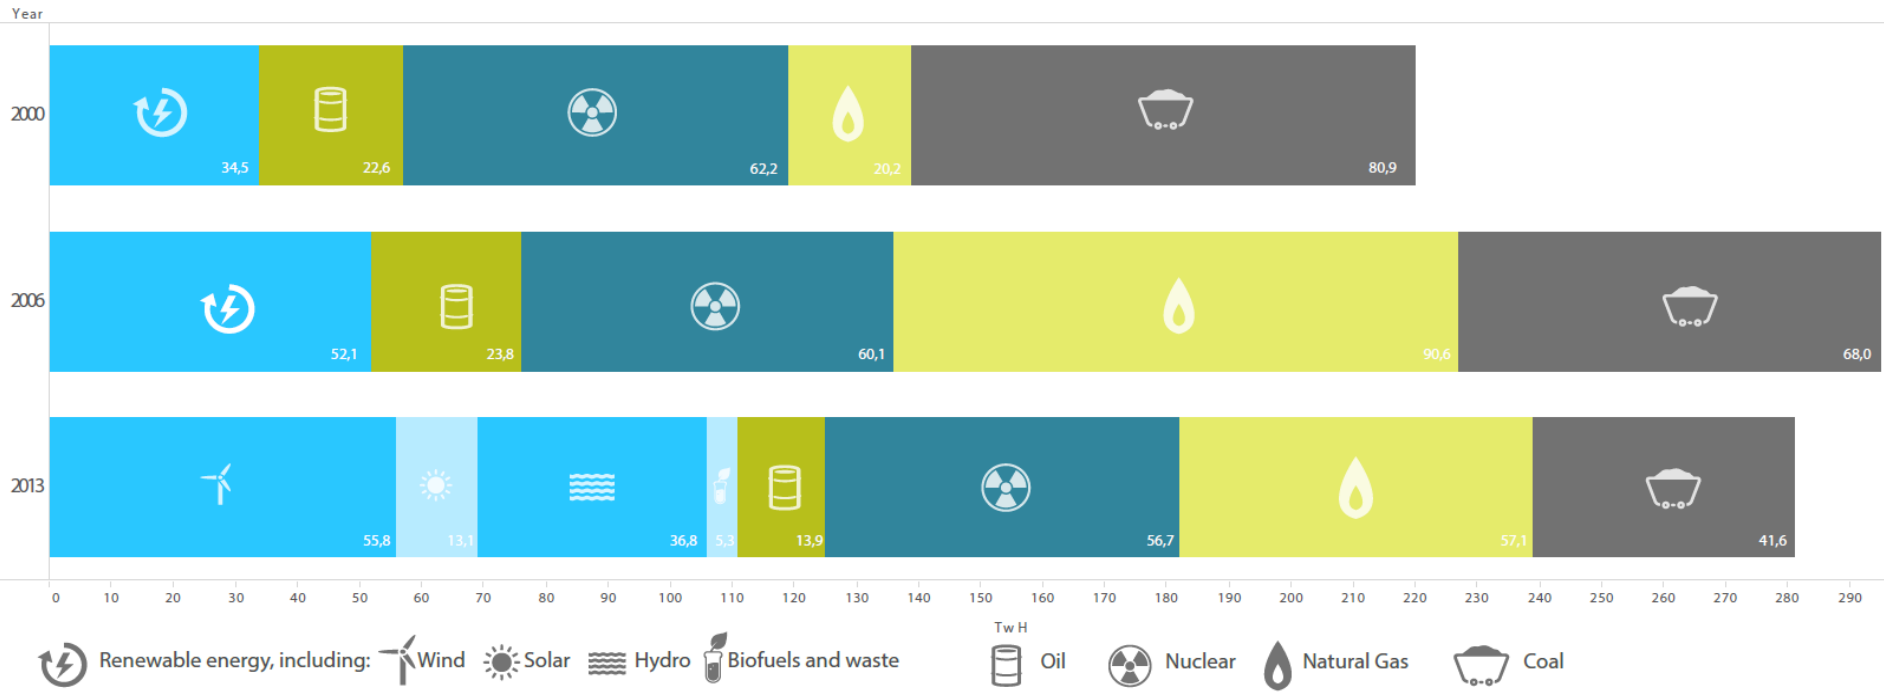 Year
2000
34,5 22,6 62,2 20,2 80,9
2006
52,1 23,8 60,1 90,6 68,0
2013
55,8 13,1 36,8 5,3 13,9 56,7 57,1 41,6
0 10 20 30 40 50 60 70 80 90 100 110 120 130 140 150 160 170 180 190 200 210 220 230 240 250 260 270 280 290
TwH
Renewable energy, including: Wind Solar Hydro Biofuels and waste Oil Nuclear Natural Gas Coal